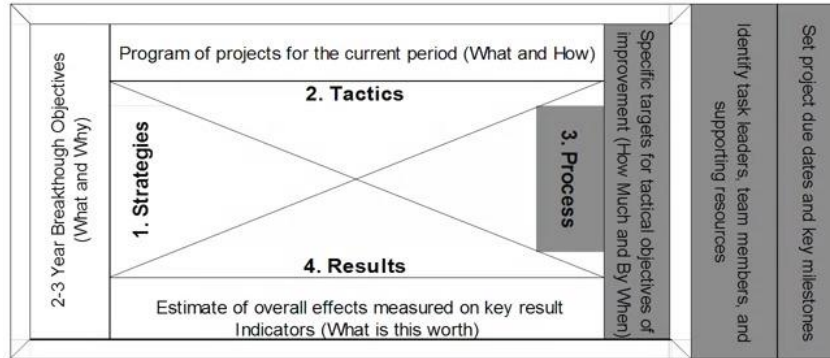 Program of projects for the current period (What and How)
2. Tactics
2-3 Year Breakthough Objectives
(What and Why)
1. Strategies
3. Process
Specific targets for tactical objectives of
improvement (How Much and By When)
Identify task leaders, team members, and
supporting resources
Set project due dates and key milestones
4. Results
Estimate of overall effects measured on key result
Indicators (What is this worth)